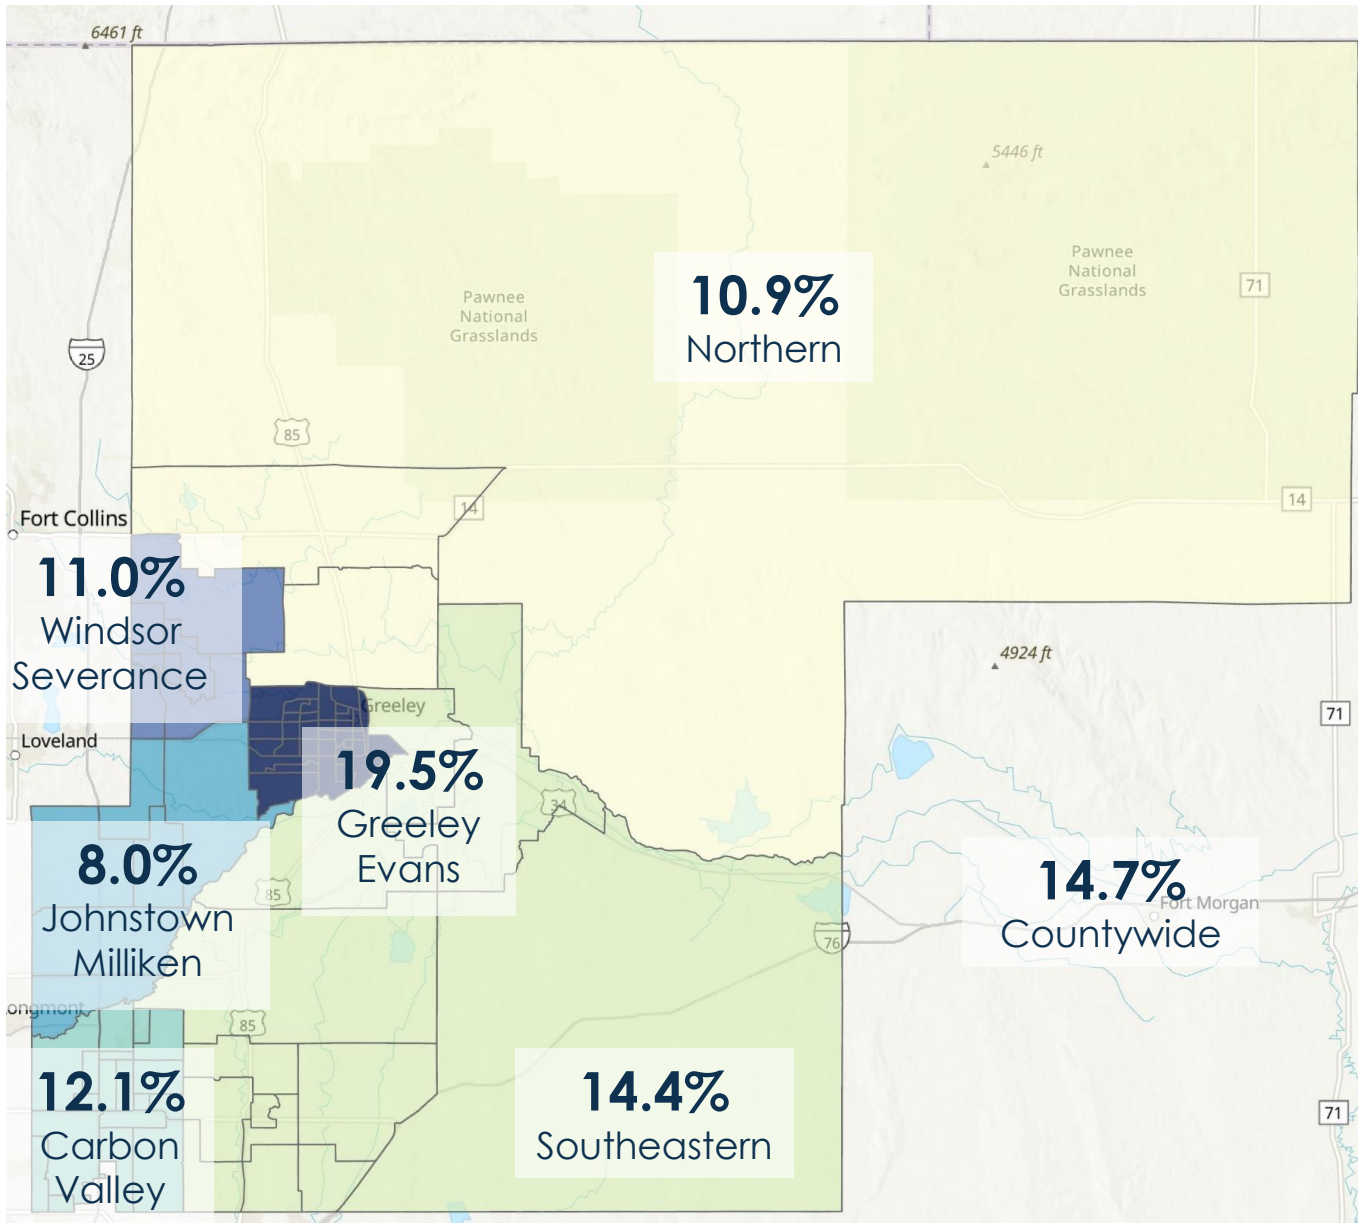 6461 ft
5446 ft
Pawnee
National
Grasslands
71
10.9%
Northern
Pawnee
National
Grasslands
25
85
14
14
Fort Collins
11.0%
Windsor
Severance
4924 ft
71
Greeley
Loveland
19.5%
Greeley
Evans
34
8.0%
Johnstown
Milliken
85
14.7%
Countywide
Fort Morgan
76
ongmont
85
12.1%
Carbon
Valley
14.4%
Southeastern
71